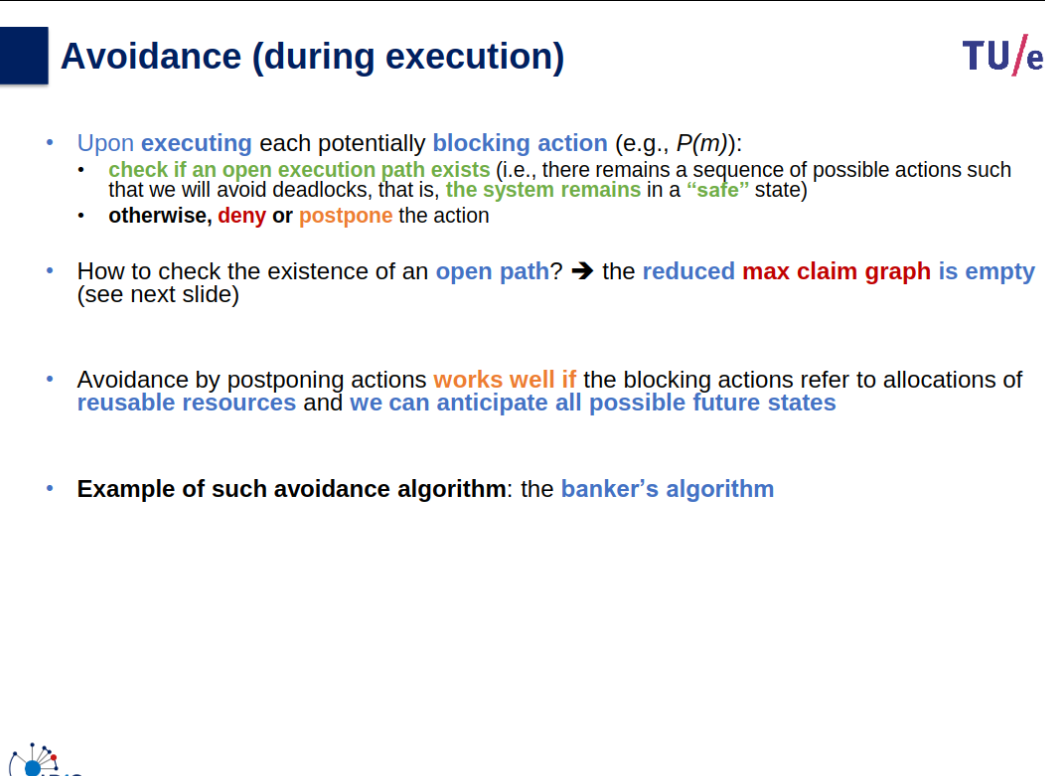 Avoidance (during execution)
TU/e
• Upon executing each potentially blocking action (e.g., P(m)):
• check if an open execution path exists (i.e., there remains a sequence of possible actions such
that we will avoid deadlocks, that is, the system remains in a “safe” state)
• otherwise, deny or postpone the action
• How to check the existence of an open path? ➔ the reduced max claim graph is empty
(see next slide)
• Avoidance by postponing actions works well if the blocking actions refer to allocations of
reusable resources and we can anticipate all possible future states
• Example of such avoidance algorithm: the banker’s algorithm